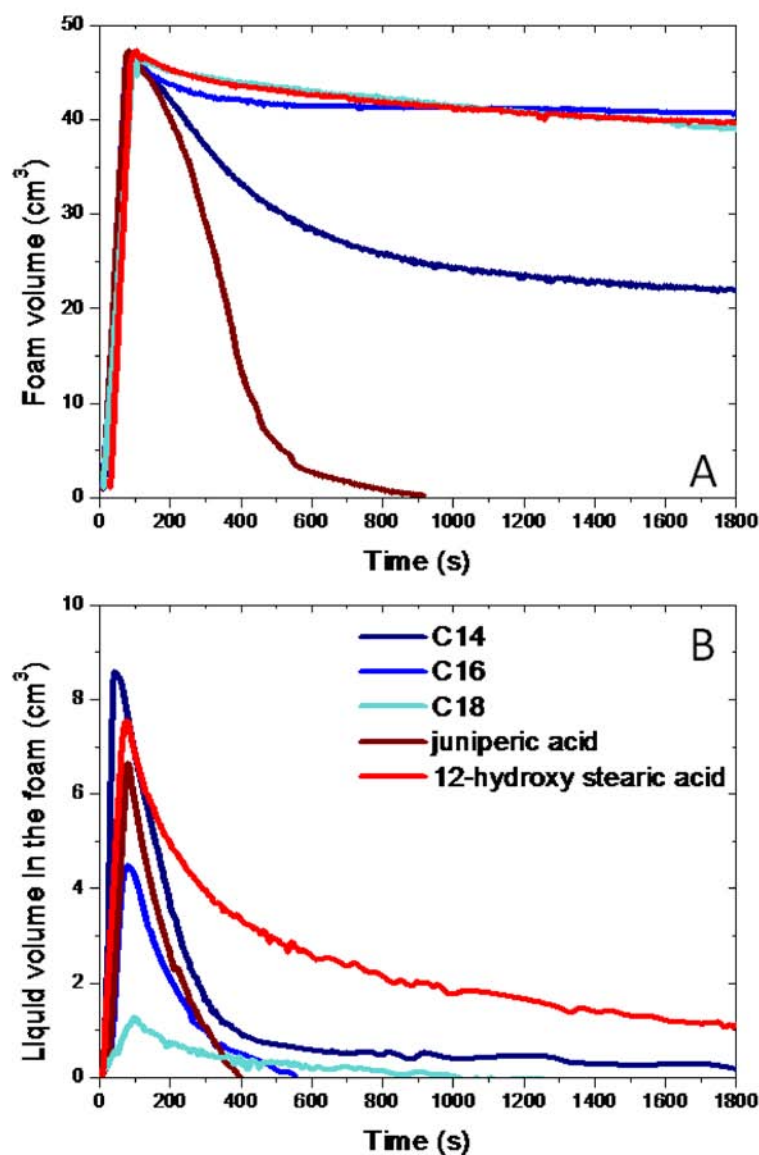 50
40
30
20
10
0
Foam volume (cm³)
A
0 200 400 600 800 1000 1200 1400 1600 1800
Time (s)
10
8
6
4
2
0
Liquid volume In the foam (cm³)
B
C14
C16
C18
juniperic acid
12-hydroxy stearic acid
0 200 400 600 800 1000 1200 1400 1600 1800
Time (s)